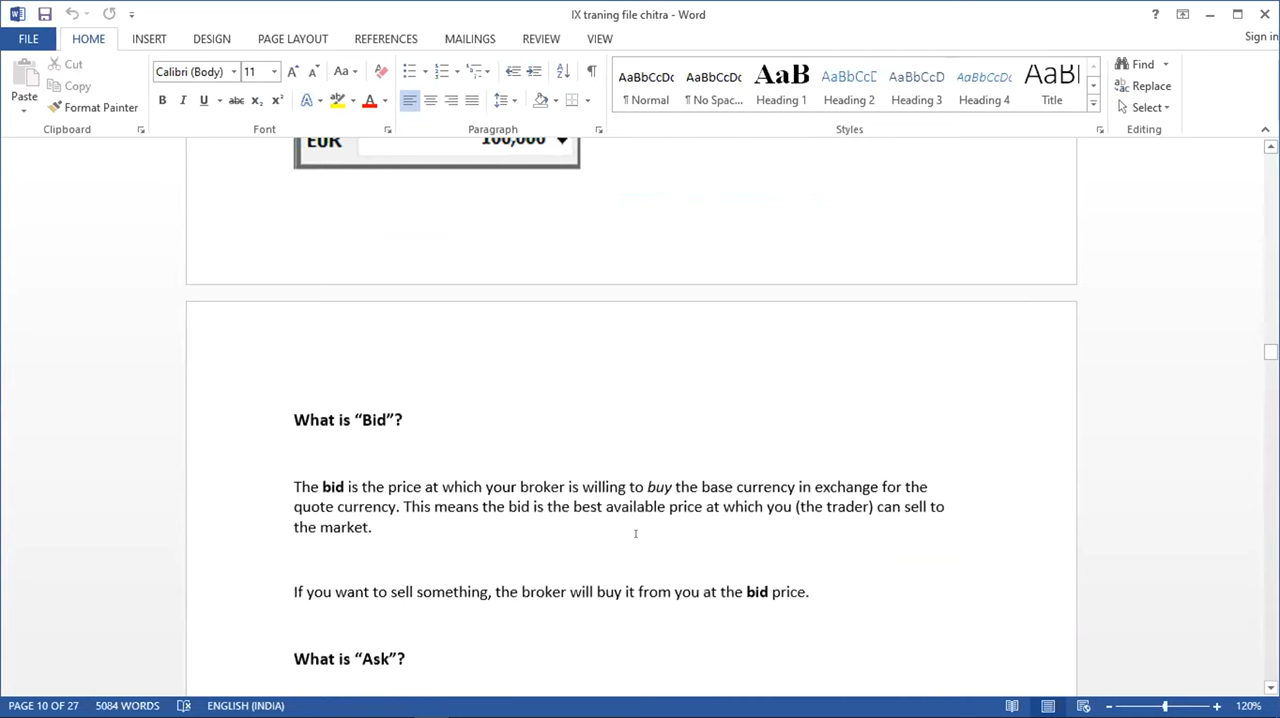 IX traning file chitra - Word
?
Sign in
FILE HOME INSERT DESIGN PAGE LAYOUT REFERENCES MAILINGS REVIEW VIEW
Paste
Cut
Copy
Format Painter
Clipboard
Calibri (Body) 11
Font
Paragraph
AaBbCcDc AaBbCcDc AaB AaBbCcD AaBbCcD AaBbCcDc AaB
¶ Normal ¶ No Spac... Heading 1 Heading 2 Heading 3 Heading 4 Title
Styles
Find
Replace
Select
Editing
EUR 100,000
What is “Bid”?
The bid is the price at which your broker is willing to buy the base currency in exchange for the
quote currency. This means the bid is the best available price at which you (the trader) can sell to
the market.
If you want to sell something, the broker will buy it from you at the bid price.
What is “Ask”?
PAGE 10 OF 27 5084 WORDS ENGLISH (INDIA) 120%